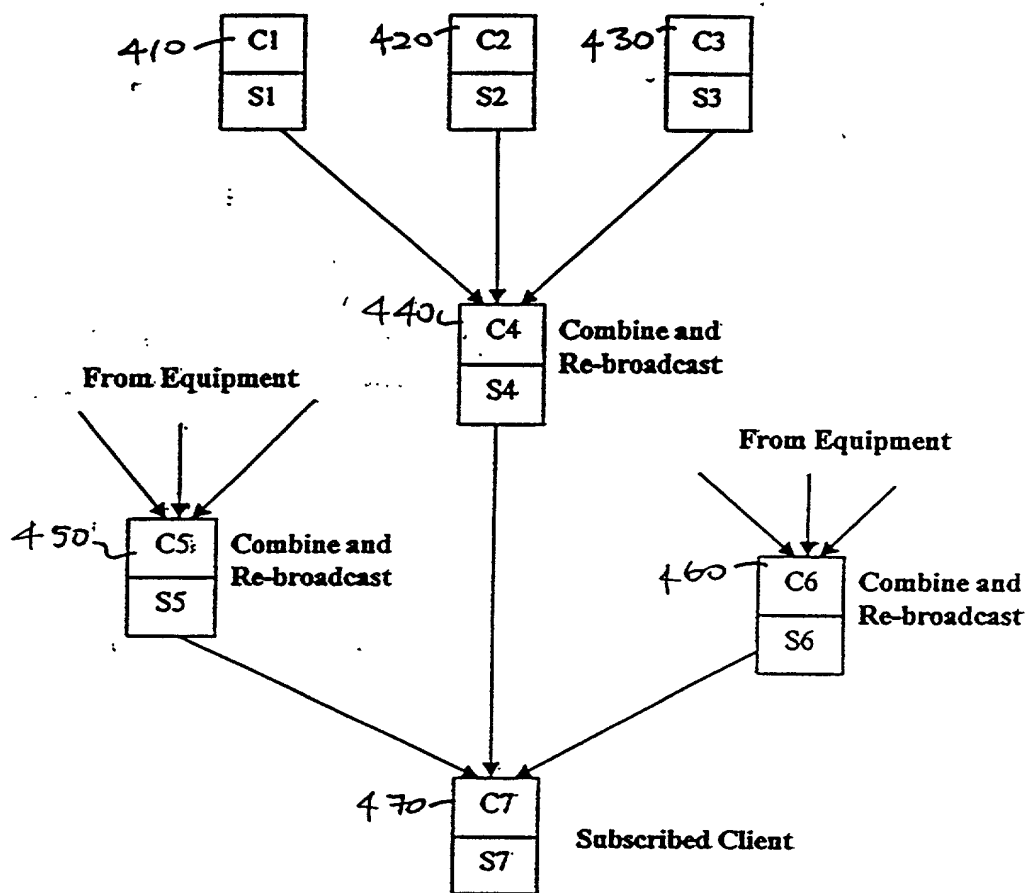 410
C1
S1
420
C2
S2
430
C3
S3
440
C4
S4
Combine and
Re-broadcast
From Equipment
From Equipment
450
C5
S5
Combine and
Re-broadcast
460
C6
S6
Combine and
Re-broadcast
470
C7
S7
Subscribed Client